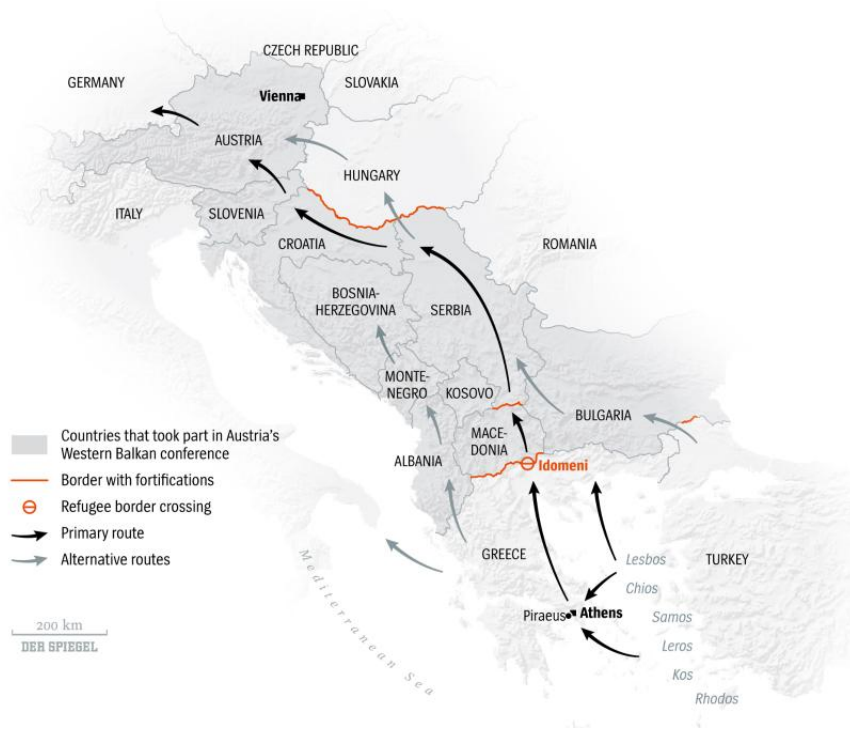 CZECH REPUBLIC
GERMANY
SLOVAKIA
Vienna
AUSTRIA
HUNGARY
ITALY
SLOVENIA
CROATIA
ROMANIA
BOSNIA-
HERZEGOVINA
SERBIA
MONTE-
NEGRO
KOSOVO
BULGARIA
MACE-
DONIA
ALBANIA
Idomeni
Countries that took part in Austria's
Western Balkan conference
Border with fortifications
Refugee border crossing
Primary route
Alternative routes
GREECE
Lesbos
TURKEY
Chios
Piraeus
Athens
Samos
Leros
Kos
Rhodos
Mediterranean Sea
200 km
DER SPIEGEL